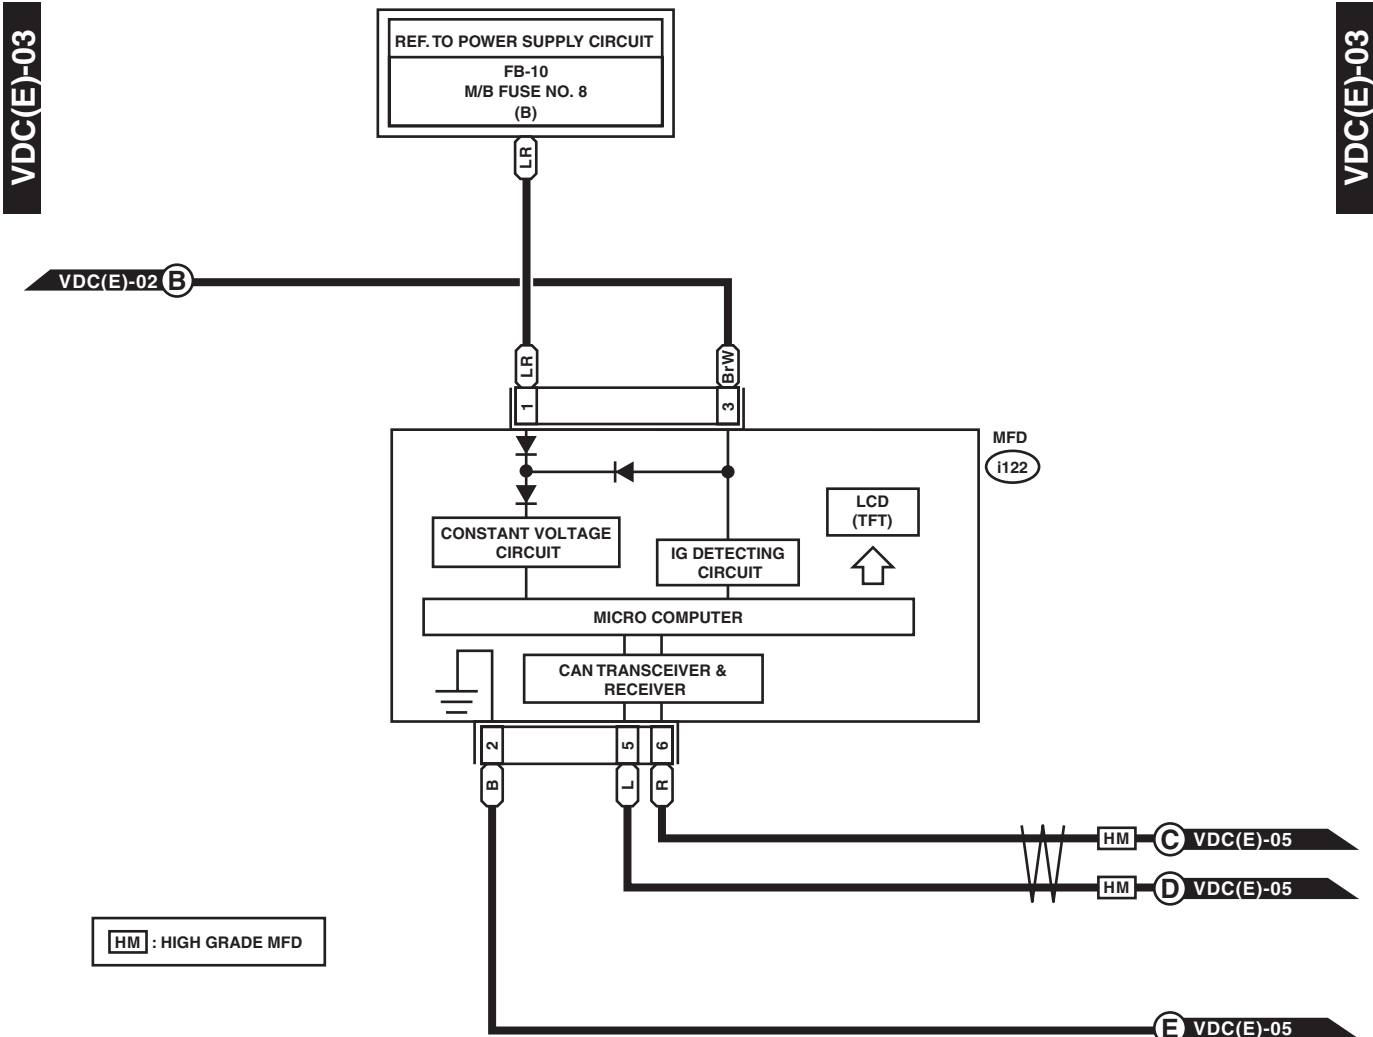 VDC(E)-03
VDC(E)-03
REF. TO POWER SUPPLY CIRCUIT
FB-10
M/B FUSE NO. 8
(B)
LR
VDC(E)-02 B
LR
BrW
1
3
MFD
i122
LCD
(TFT)
CONSTANT VOLTAGE
CIRCUIT
IG DETECTING
CIRCUIT
MICRO COMPUTER
CAN TRANSCEIVER &
RECEIVER
2
5
6
B
L
R
HM C VDC(E)-05
HM D VDC(E)-05
HM : HIGH GRADE MFD
E VDC(E)-05